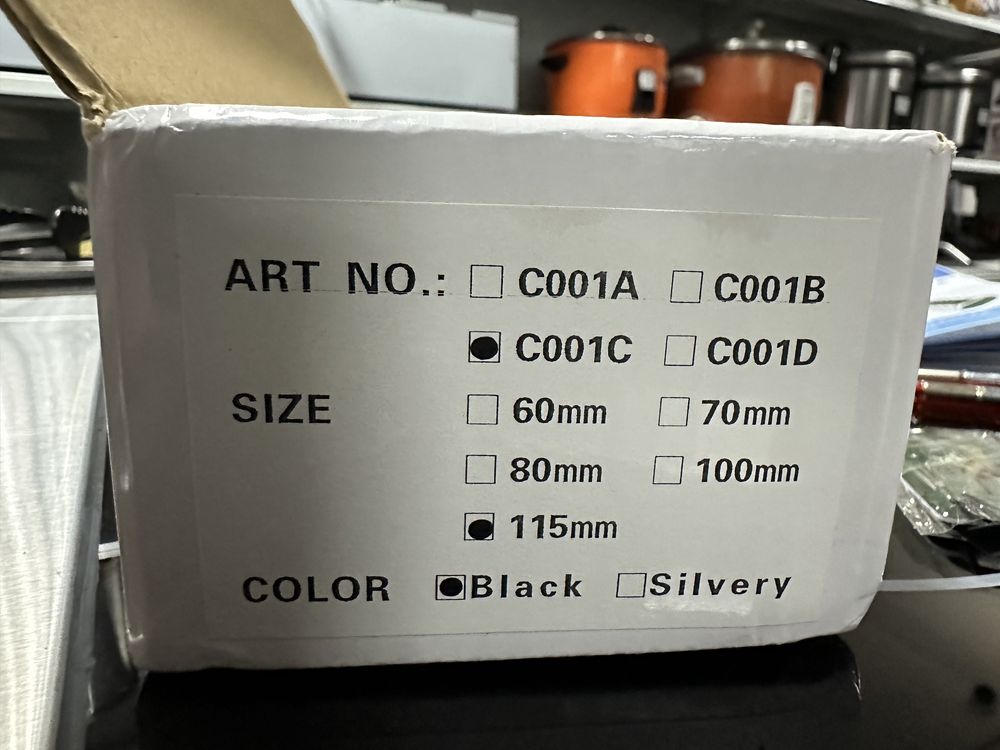 ART NO.: ☐ C001A ☐ C001B
☒ C001C ☐ C001D
SIZE ☐ 60mm ☐ 70mm
☐ 80mm ☐ 100mm
☒ 115mm
COLOR ☒ Black ☐ Silvery